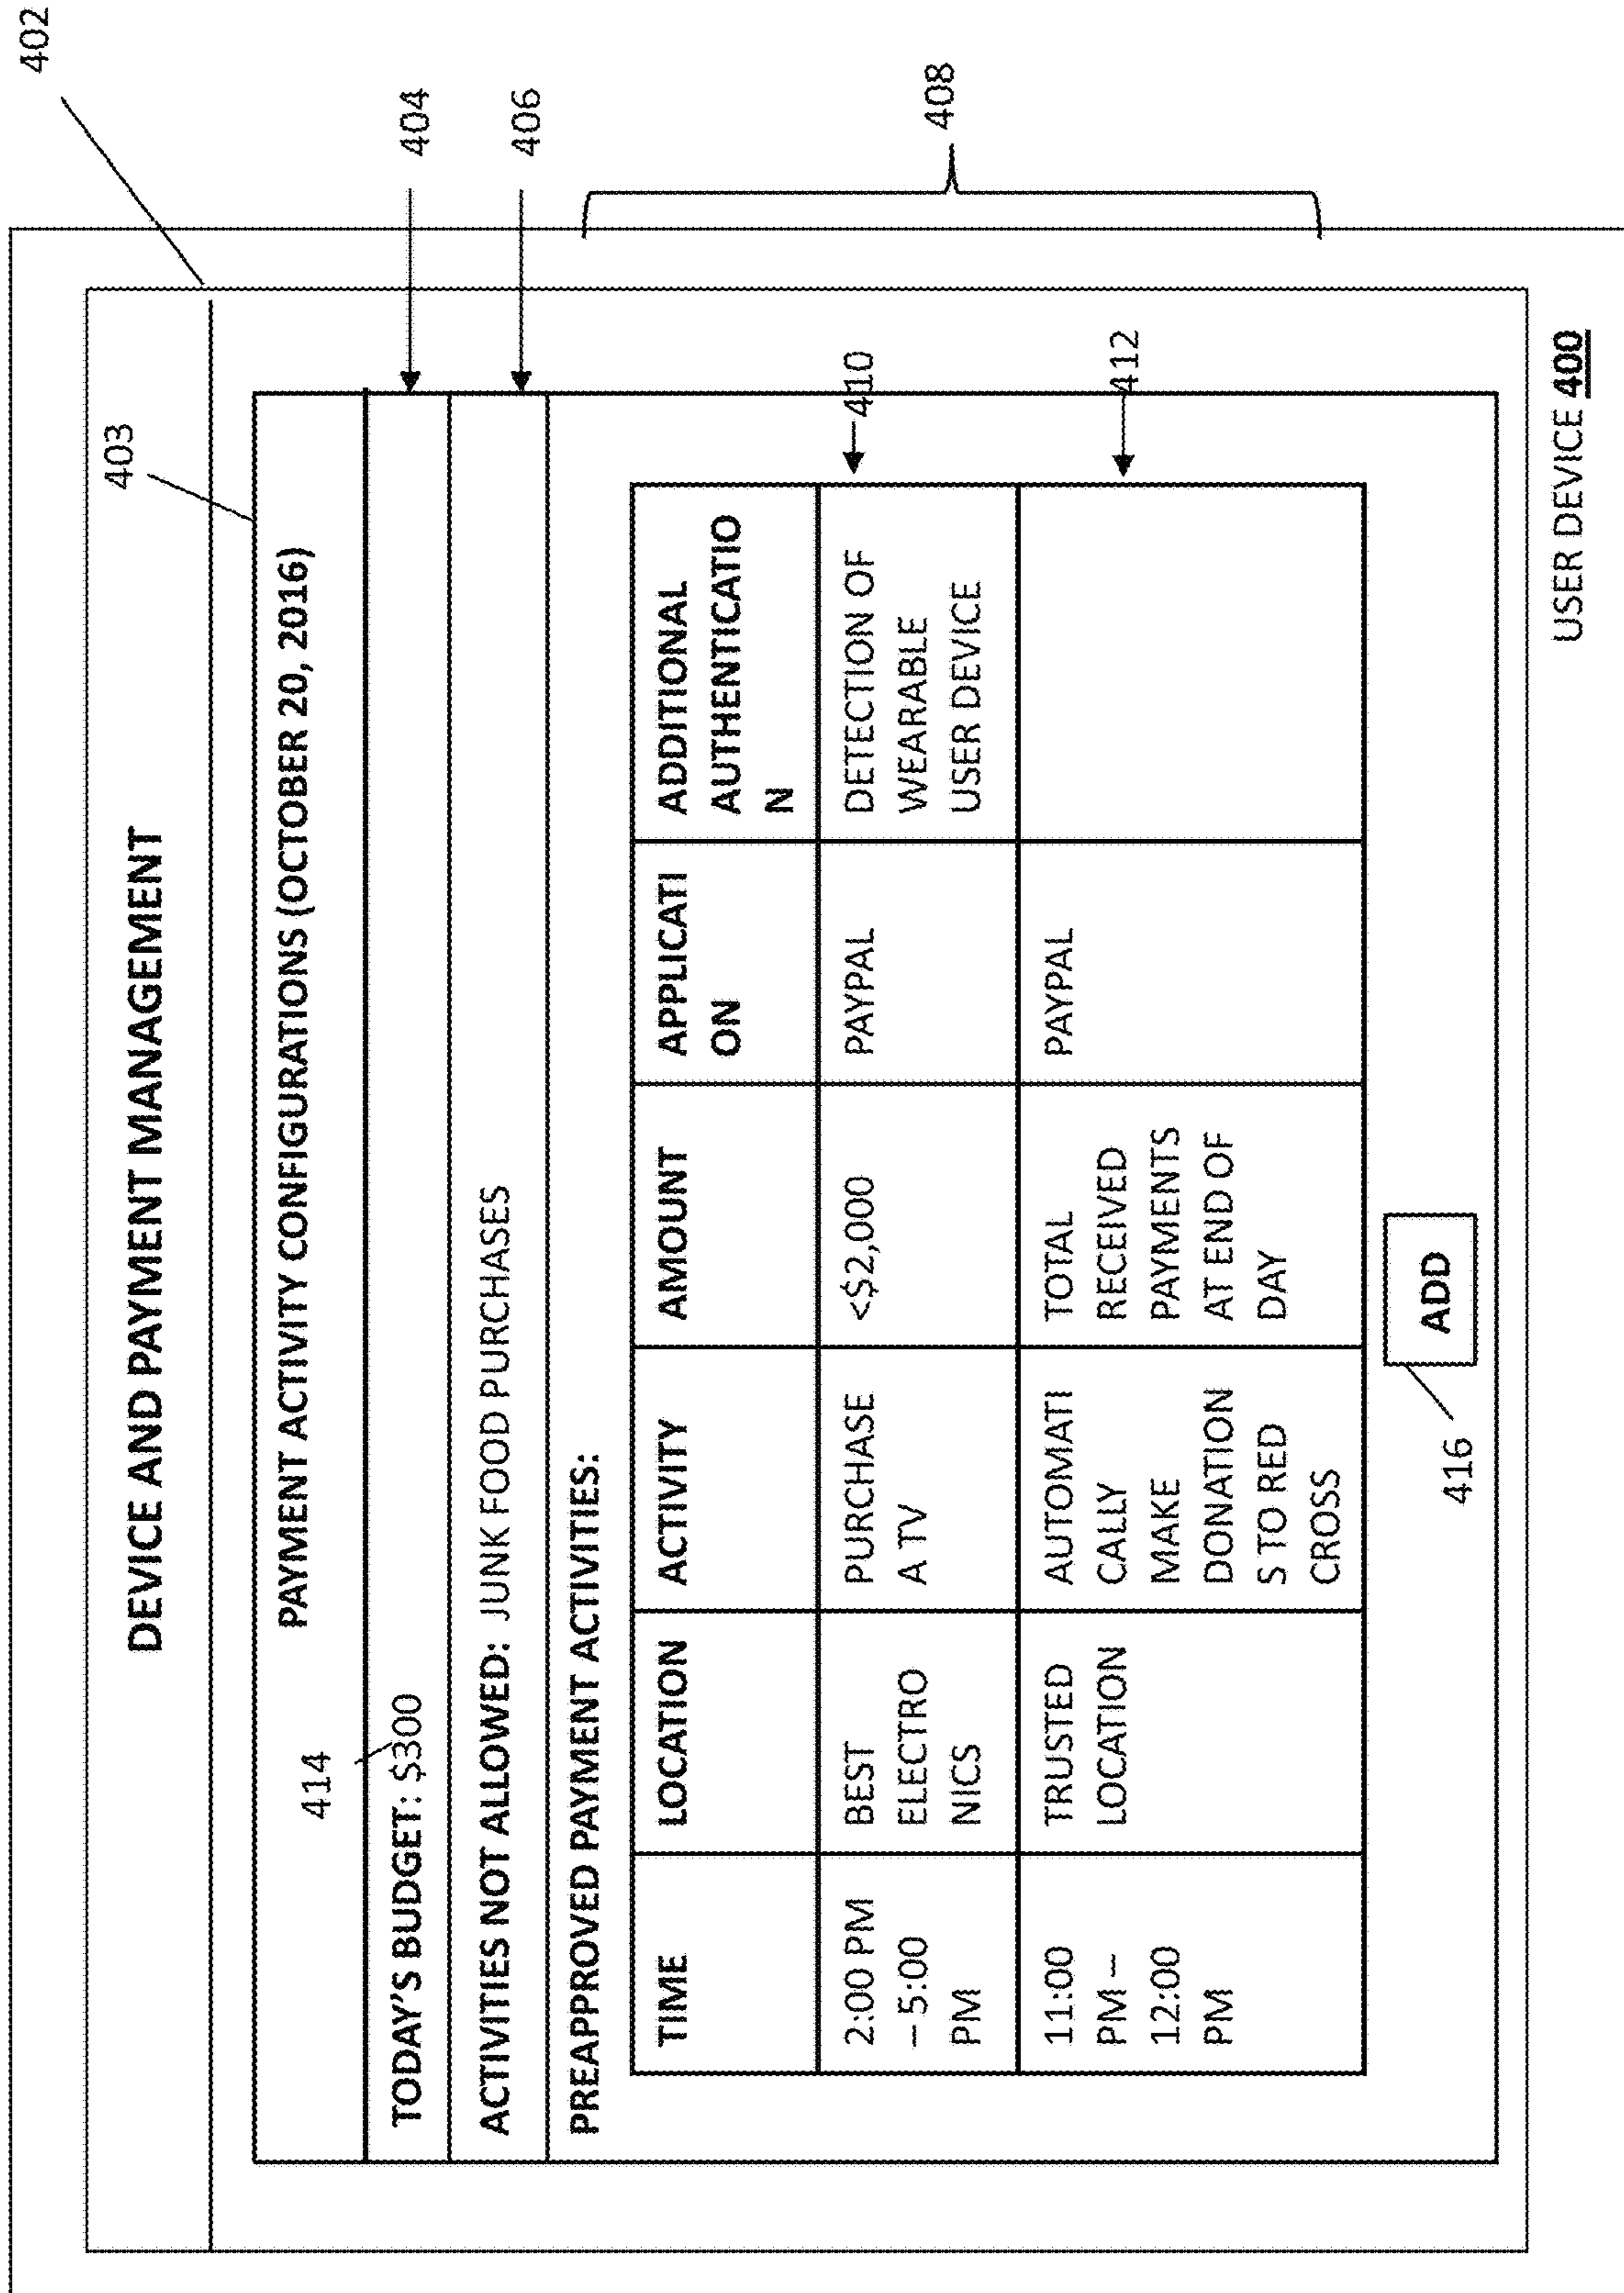 402
DEVICE AND PAYMENT MANAGEMENT
403
PAYMENT ACTIVITY CONFIGURATIONS (OCTOBER 20, 2016)
414
TODAY'S BUDGET: $300
404
ACTIVITIES NOT ALLOWED: JUNK FOOD PURCHASES
406
PREAPPROVED PAYMENT ACTIVITIES:
408
TIME
LOCATION
ACTIVITY
AMOUNT
APPLICATI
ON
ADDITIONAL
AUTHENTICATIO
N
2:00 PM
– 5:00
PM
BEST
ELECTRO
NICS
PURCHASE
A TV
<$2,000
PAYPAL
DETECTION OF
WEARABLE
USER DEVICE
410
11:00
PM –
12:00
PM
TRUSTED
LOCATION
AUTOMATI
CALLY
MAKE
DONATION
S TO RED
CROSS
TOTAL
RECEIVED
PAYMENTS
AT END OF
DAY
PAYPAL
412
416
ADD
USER DEVICE 400